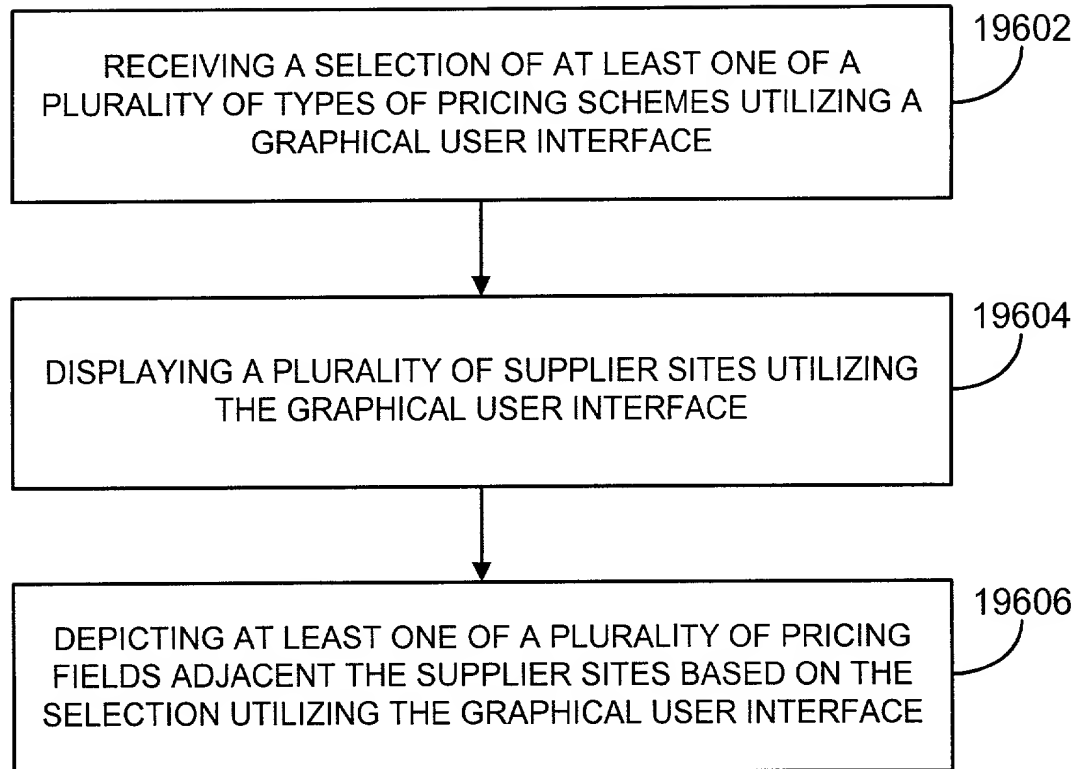 19602
RECEIVING A SELECTION OF AT LEAST ONE OF A
PLURALITY OF TYPES OF PRICING SCHEMES UTILIZING A
GRAPHICAL USER INTERFACE
19604
DISPLAYING A PLURALITY OF SUPPLIER SITES UTILIZING
THE GRAPHICAL USER INTERFACE
19606
DEPICTING AT LEAST ONE OF A PLURALITY OF PRICING
FIELDS ADJACENT THE SUPPLIER SITES BASED ON THE
SELECTION UTILIZING THE GRAPHICAL USER INTERFACE